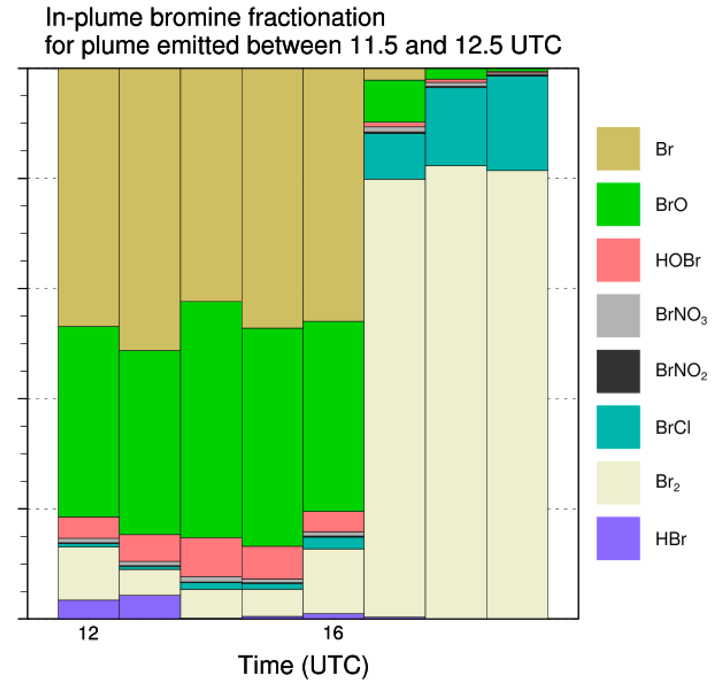 In-plume bromine fractionation
for plume emitted between 11.5 and 12.5 UTC
Br
BrO
HOBr
BrNO₃
BrNO₂
BrCl
Br₂
HBr
12 16
Time (UTC)